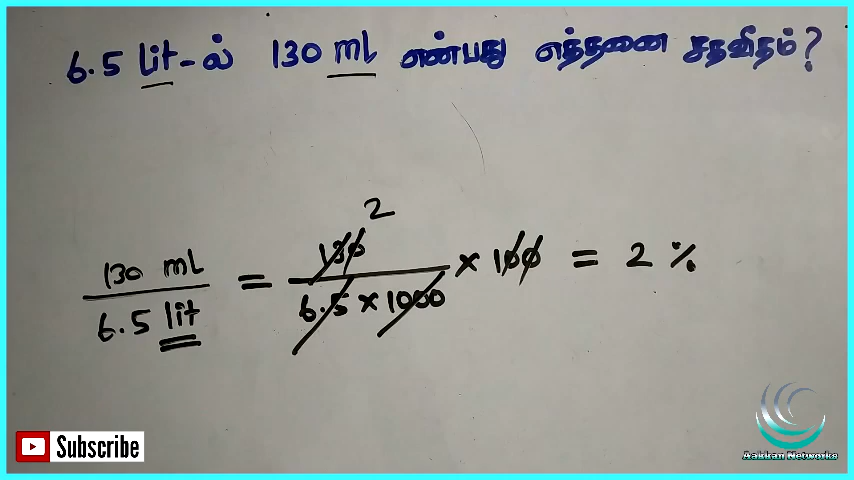 6.5 lit-ல் 130 ml என்பது எத்தனை சதவிதம்?
2
130 ml = 130 × 100 = 2 %
6.5 lit 6.5 × 1000
Subscribe
Aakkan Networks